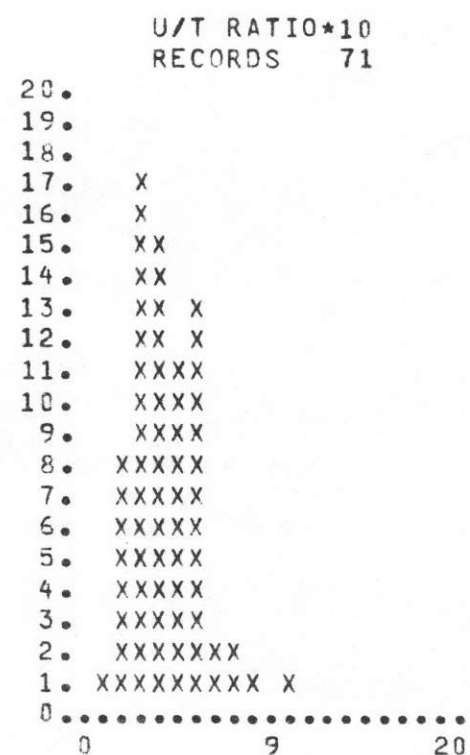 U/T RATIO*10
RECORDS   71
20.
19.
18.
17.   X
16.   X
15.   XX
14.   XX
13.   XX X
12.   XX X
11.   XXXX
10.   XXXX
9.   XXXX
8.  XXXXX
7.  XXXXX
6.  XXXXX
5.  XXXXX
4.  XXXXX
3.  XXXXX
2.  XXXXXXX
1. XXXXXXXXX X
0......................
0         9         20